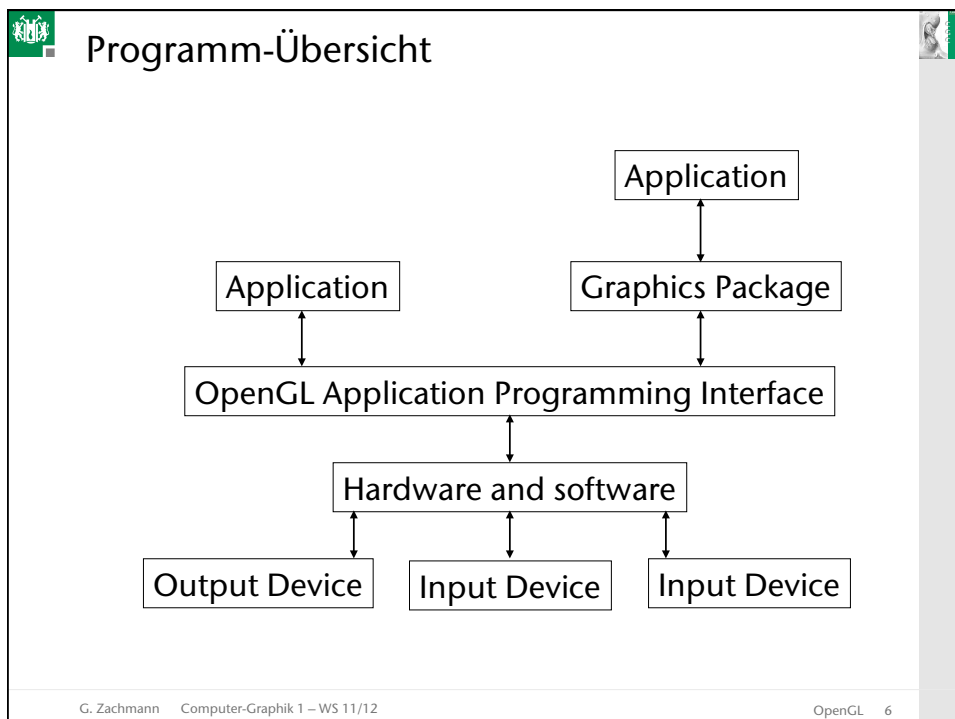 Programm-Übersicht
Application
Application
Graphics Package
OpenGL Application Programming Interface
Hardware and software
Output Device
Input Device
Input Device
G. Zachmann Computer-Graphik 1 – WS 11/12
OpenGL 6